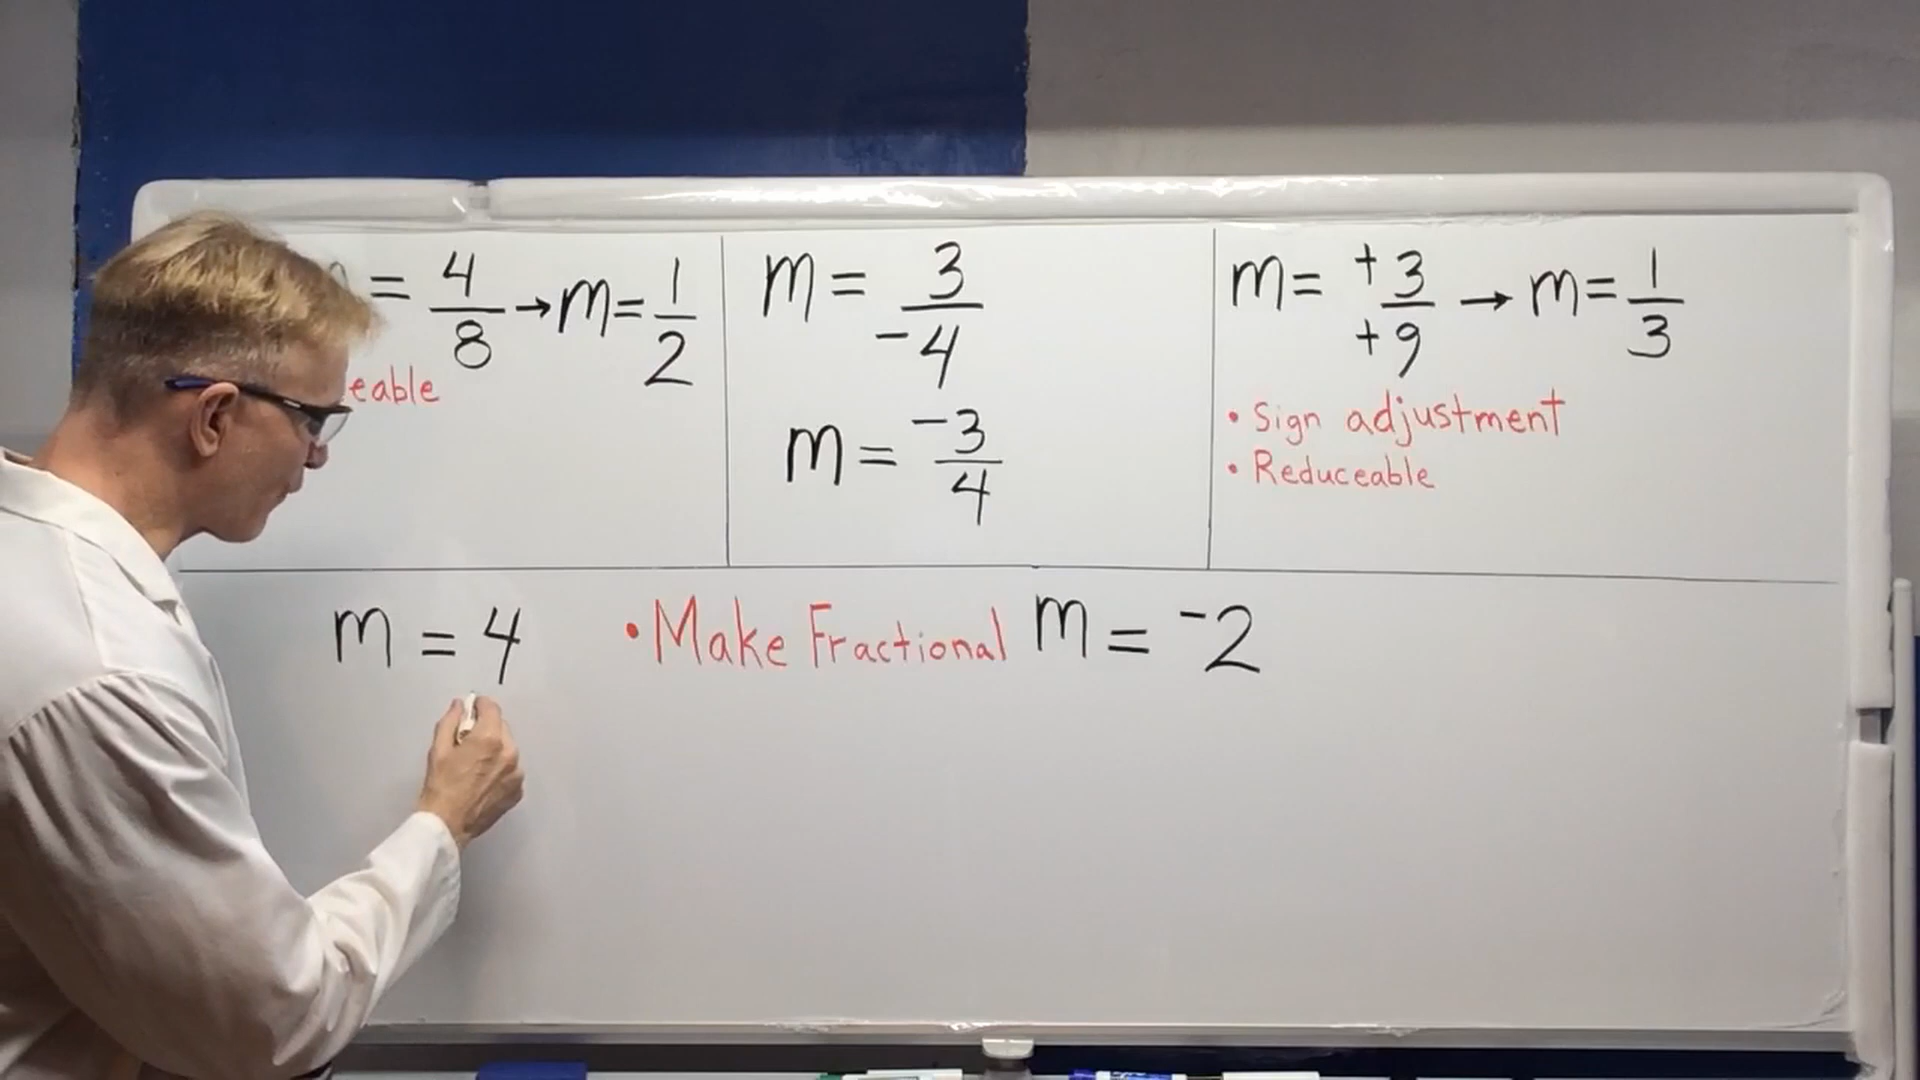 = 4/8 → m = 1/2
eable
m = 3/-4
m = -3/4
m = +3/+9 → m = 1/3
• Sign adjustment
• Reduceable
m = 4
• Make Fractional
m = -2